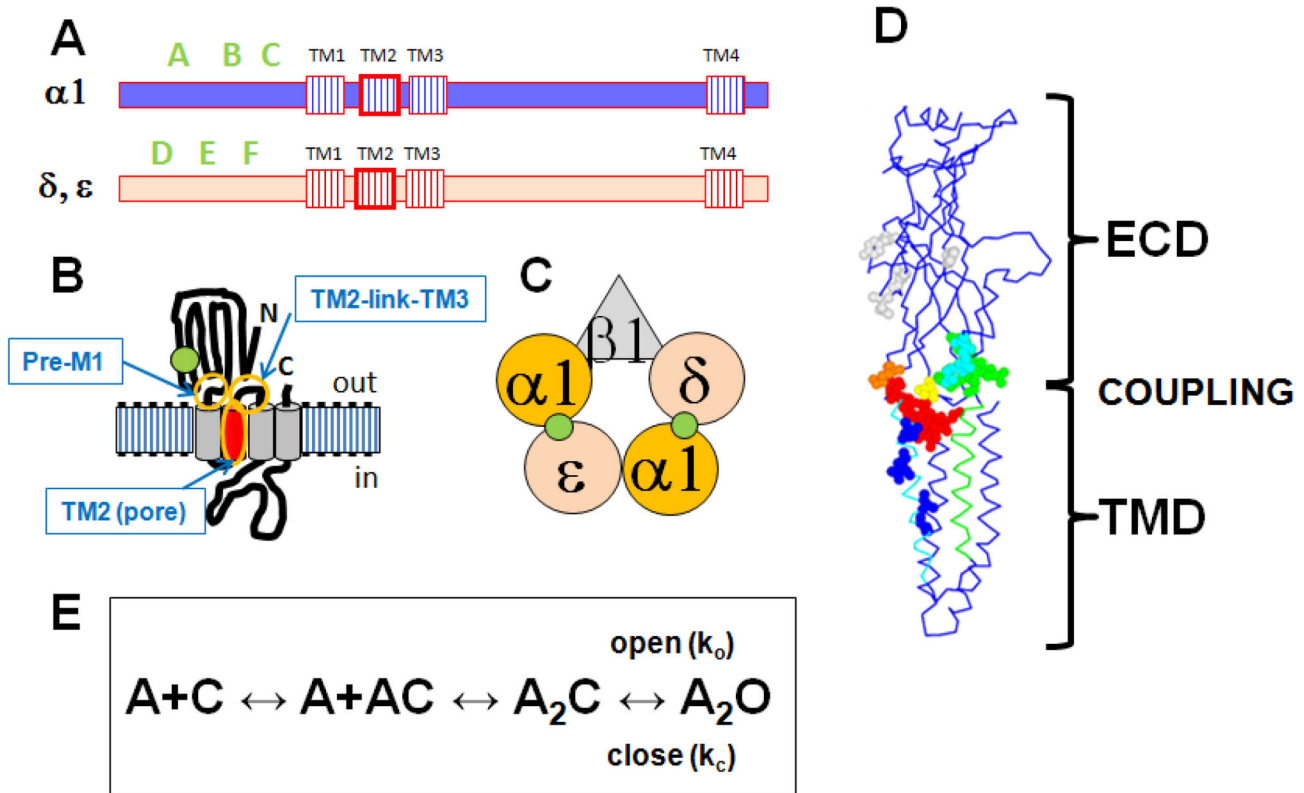 A
A B C
TM1 TM2 TM3 TM4
α1
D E F
TM1 TM2 TM3 TM4
δ, ε
B
TM2-link-TM3
Pre-M1
N
C
out
in
TM2 (pore)
C
β1
α1 δ
ε α1
D
ECD
COUPLING
TMD
E
open (kₒ)
A+C ↔ A+AC ↔ A₂C ↔ A₂O
close (k_c)